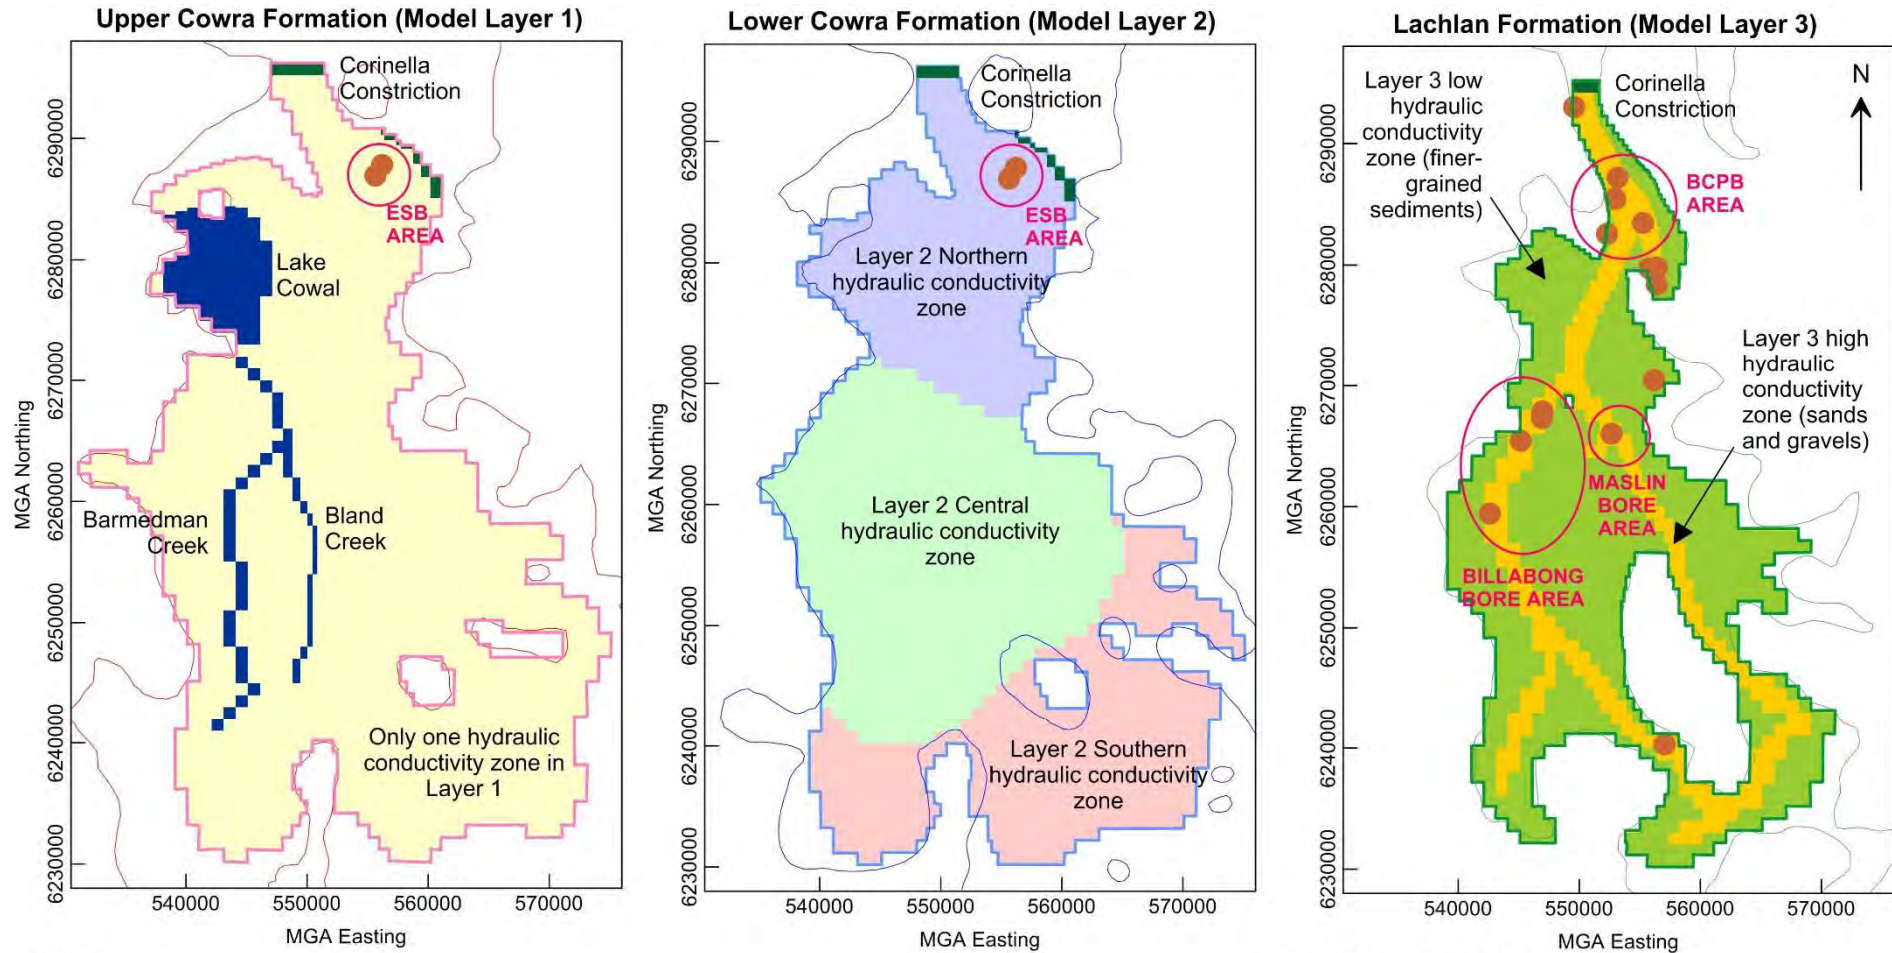 Upper Cowra Formation (Model Layer 1)
Corinella
Constriction
ESB
AREA
Lake
Cowal
Barmedman
Creek
Bland
Creek
Only one hydraulic
conductivity zone in
Layer 1
MGA Northing
6290000
6280000
6270000
6260000
6250000
6240000
6230000
540000
550000
560000
570000
MGA Easting
Lower Cowra Formation (Model Layer 2)
Corinella
Constriction
ESB
AREA
Layer 2 Northern
hydraulic conductivity
zone
Layer 2 Central
hydraulic conductivity
zone
Layer 2 Southern
hydraulic conductivity
zone
MGA Northing
6290000
6280000
6270000
6260000
6250000
6240000
6230000
540000
550000
560000
570000
MGA Easting
Lachlan Formation (Model Layer 3)
Layer 3 low
hydraulic
conductivity
zone (finer-
grained
sediments)
Corinella
Constriction
N
BCPB
AREA
Layer 3 high
hydraulic
conductivity
zone (sands
and gravels)
MASLIN
BORE
AREA
BILLABONG
BORE AREA
MGA Northing
6290000
6280000
6270000
6260000
6250000
6240000
6230000
540000
550000
560000
570000
MGA Easting